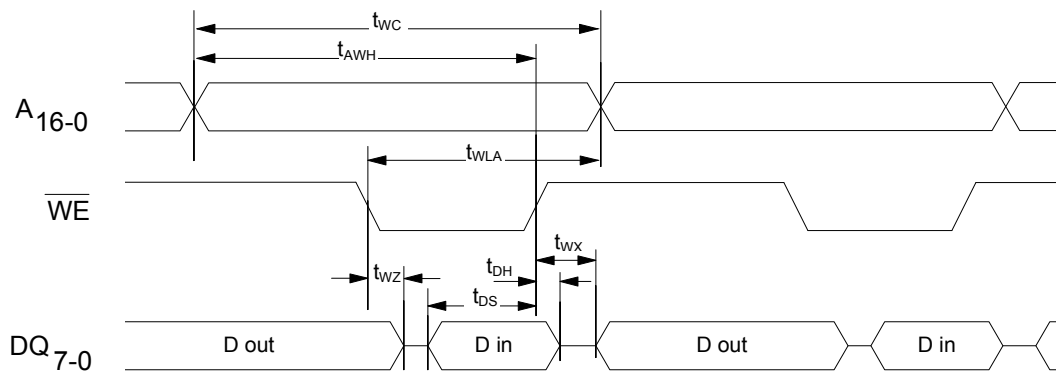 tWC
tAWH
A16-0
tWLA
WE
tWX
tWZ
tDH
tDS
DQ7-0
D out
D in
D out
D in